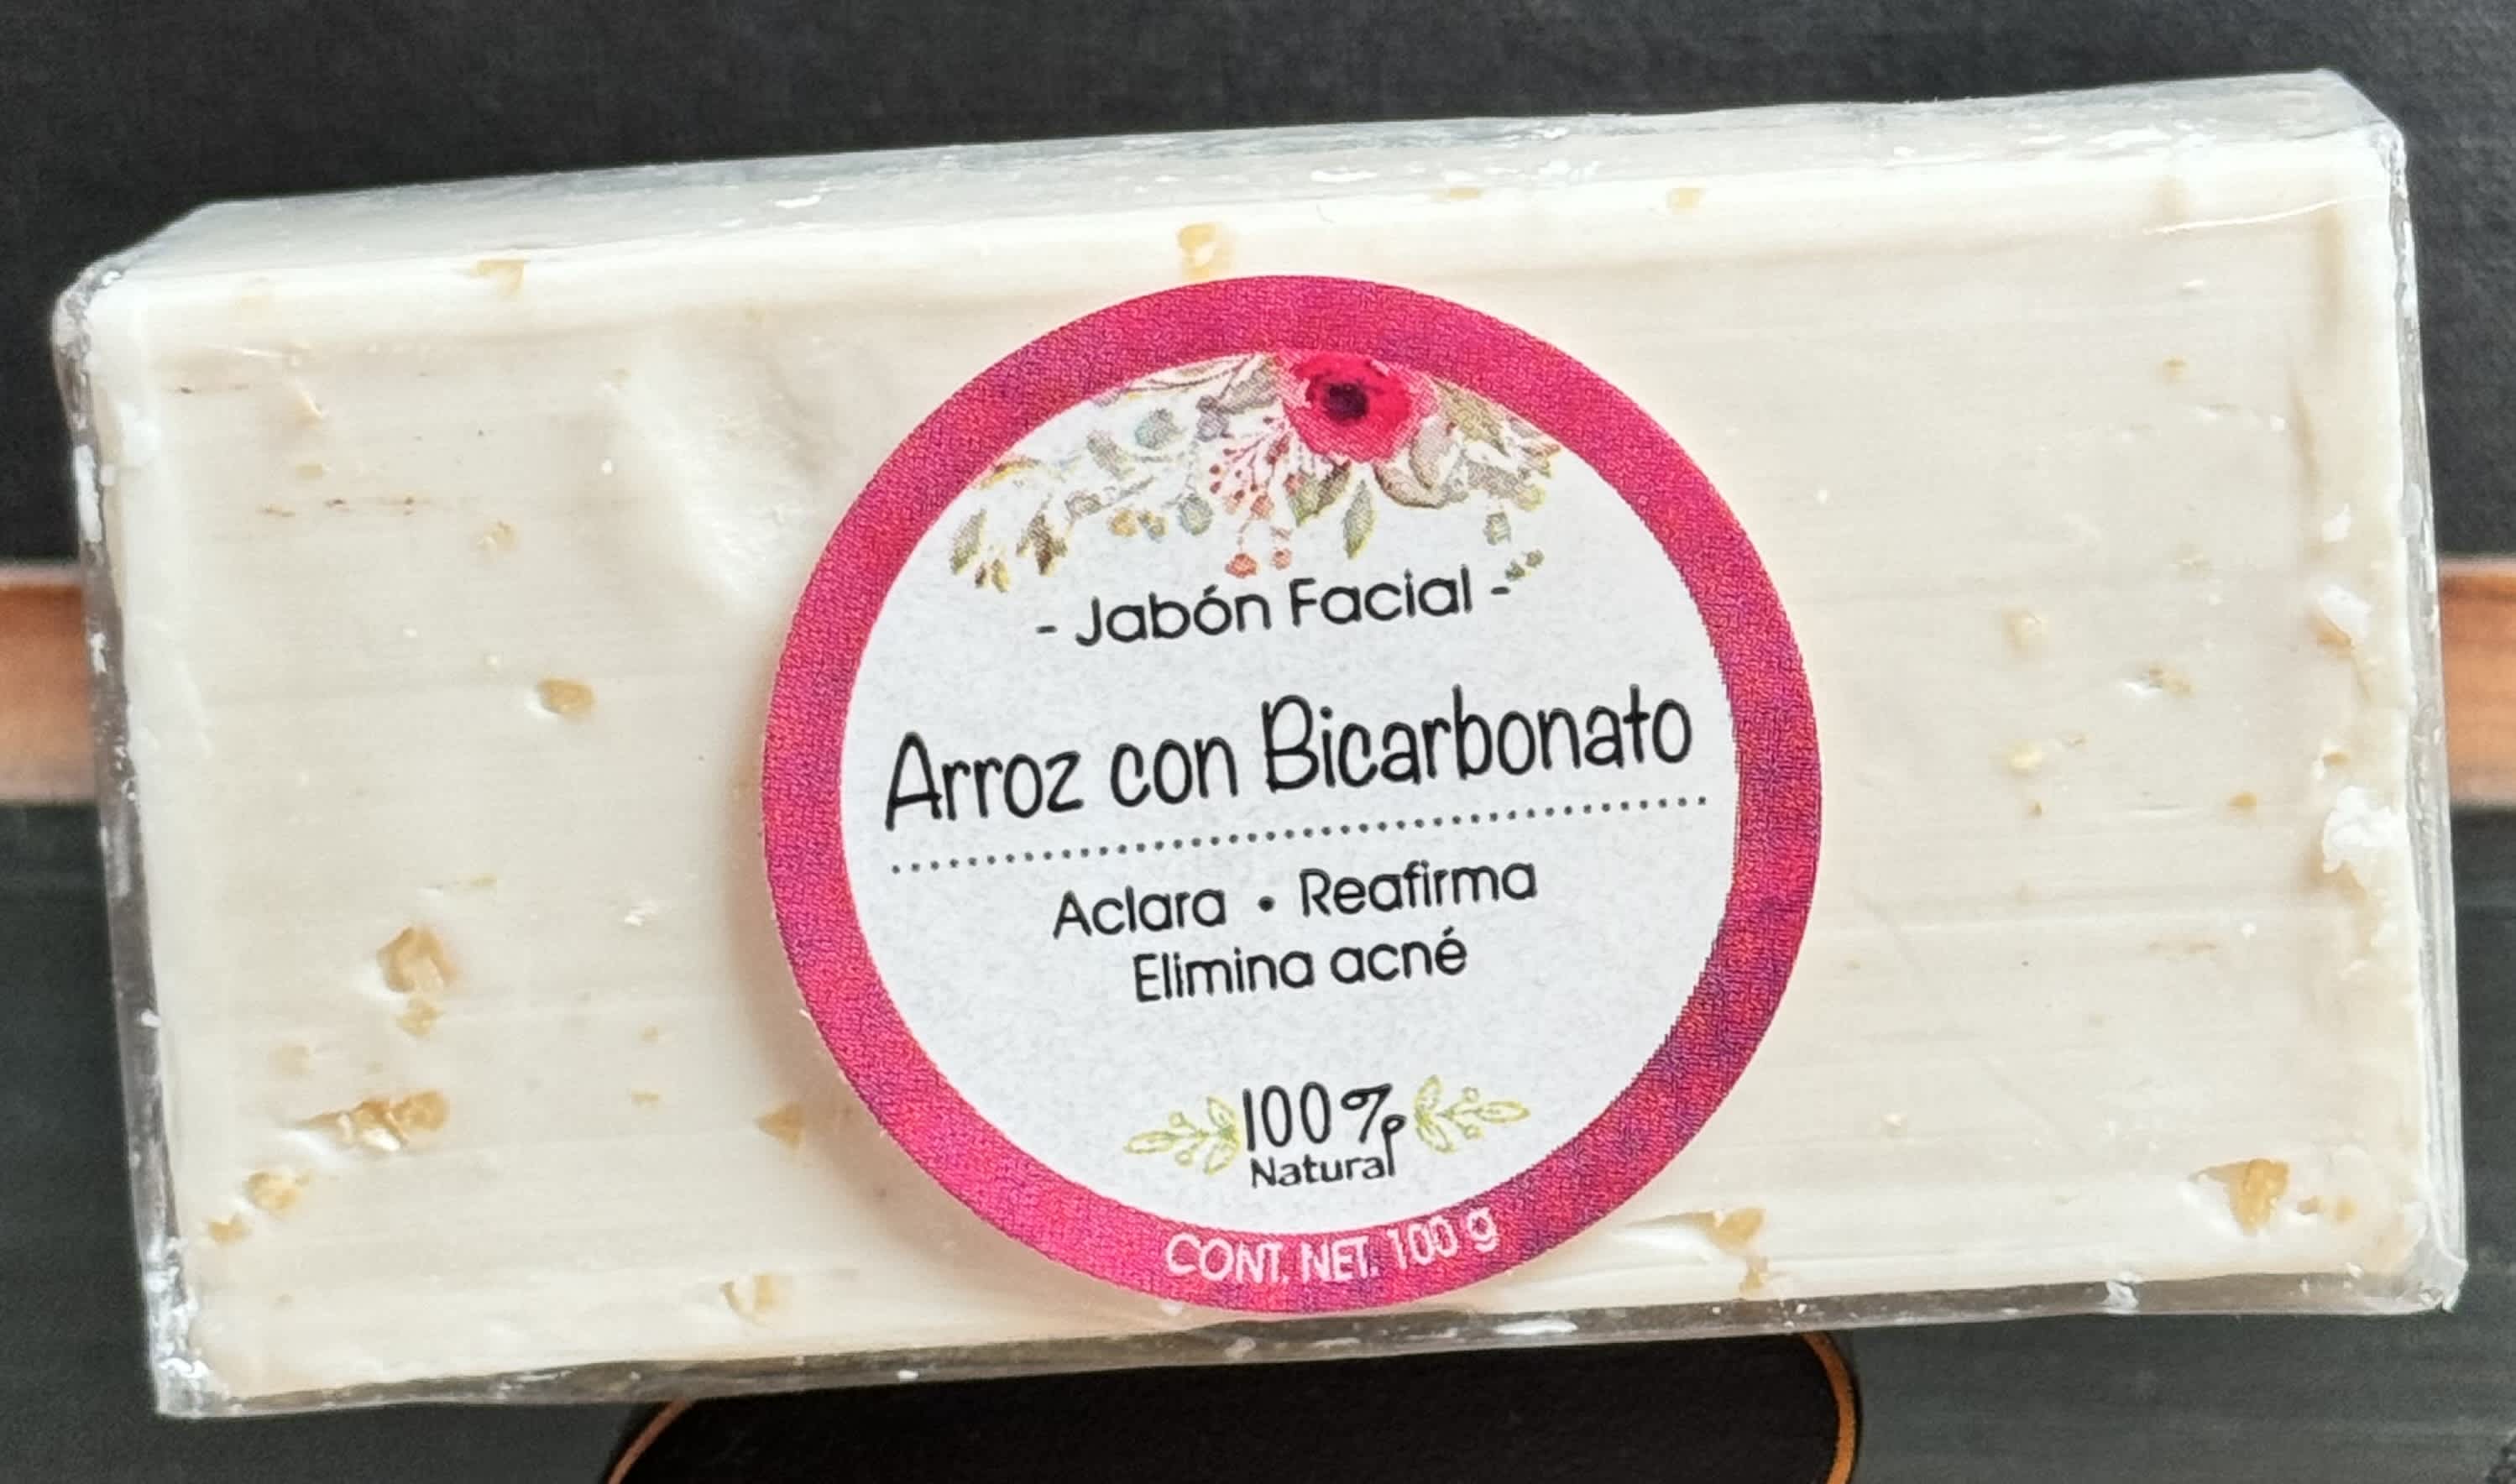 - Jabón Facial -
Arroz con Bicarbonato
Aclara • Reafirma
Elimina acné
100%
Natural
CONT. NET. 100 g